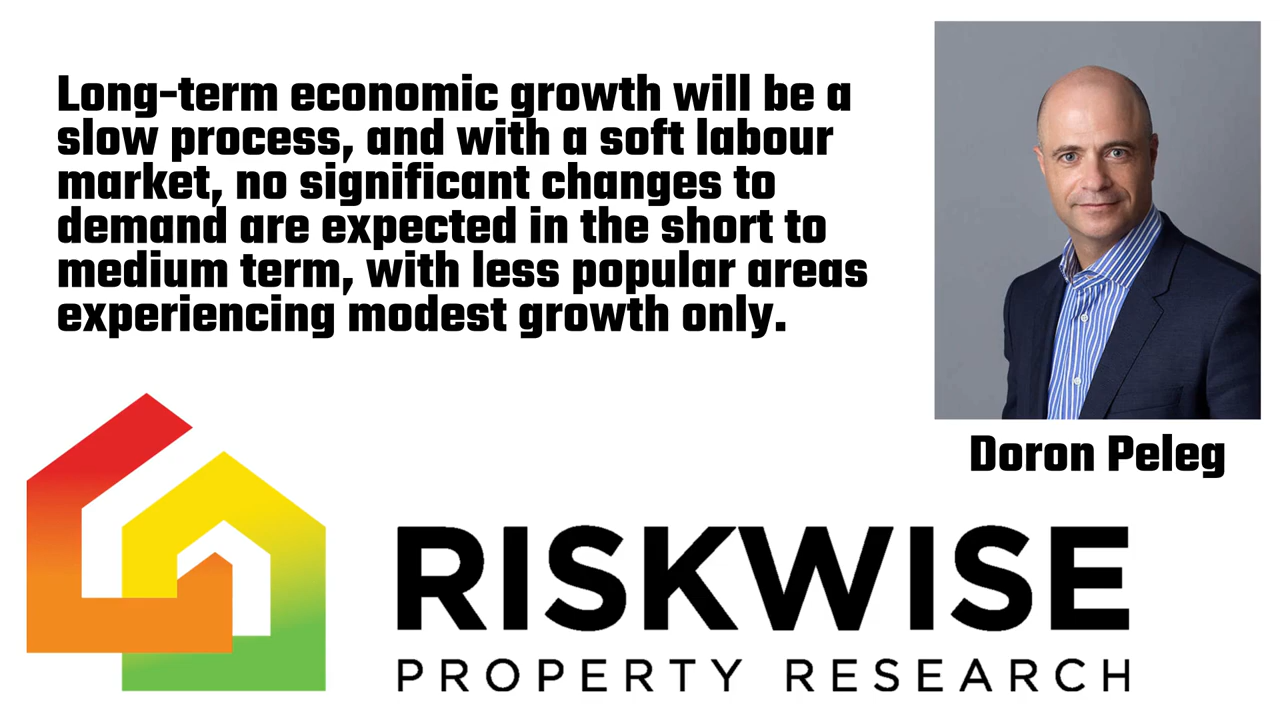 Long-term economic growth will be a
slow process, and with a soft labour
market, no significant changes to
demand are expected in the short to
medium term, with less popular areas
experiencing modest growth only.
Doron Peleg
RISKWISE
PROPERTY RESEARCH